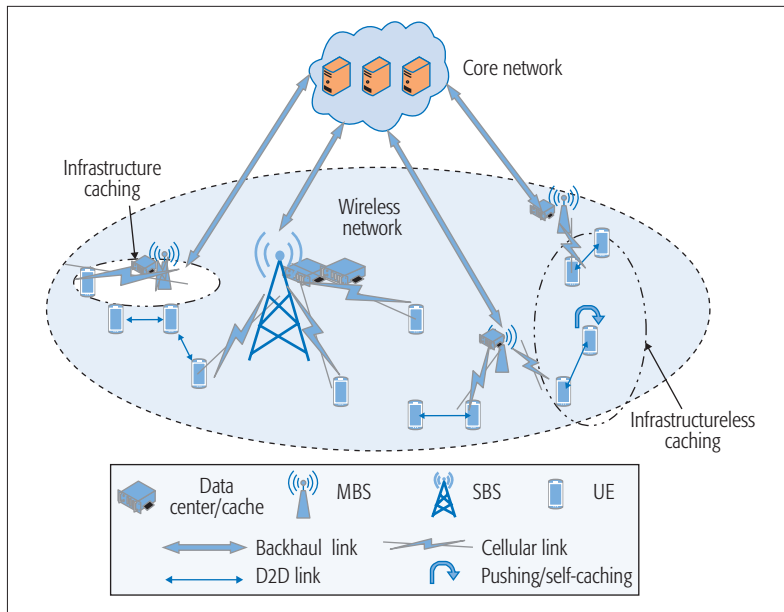 Core network
Infrastructure
caching
Wireless
network
Infrastructureless
caching
Data
center/cache
MBS
SBS
UE
Backhaul link
Cellular link
D2D link
Pushing/self-caching